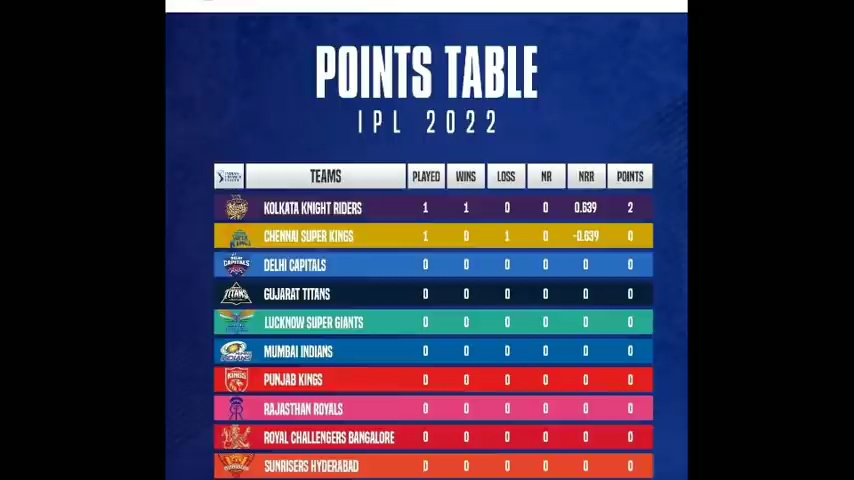 POINTS TABLE
IPL 2022
TEAMS PLAYED WINS LOSS NR NRR POINTS
KOLKATA KNIGHT RIDERS 1 1 0 0 0.639 2
CHENNAI SUPER KINGS 1 0 1 0 -0.639 0
DELHI CAPITALS 0 0 0 0 0 0
GUJARAT TITANS 0 0 0 0 0 0
LUCKNOW SUPER GIANTS 0 0 0 0 0 0
MUMBAI INDIANS 0 0 0 0 0 0
PUNJAB KINGS 0 0 0 0 0 0
RAJASTHAN ROYALS 0 0 0 0 0 0
ROYAL CHALLENGERS BANGALORE 0 0 0 0 0 0
SUNRISERS HYDERABAD 0 0 0 0 0 0